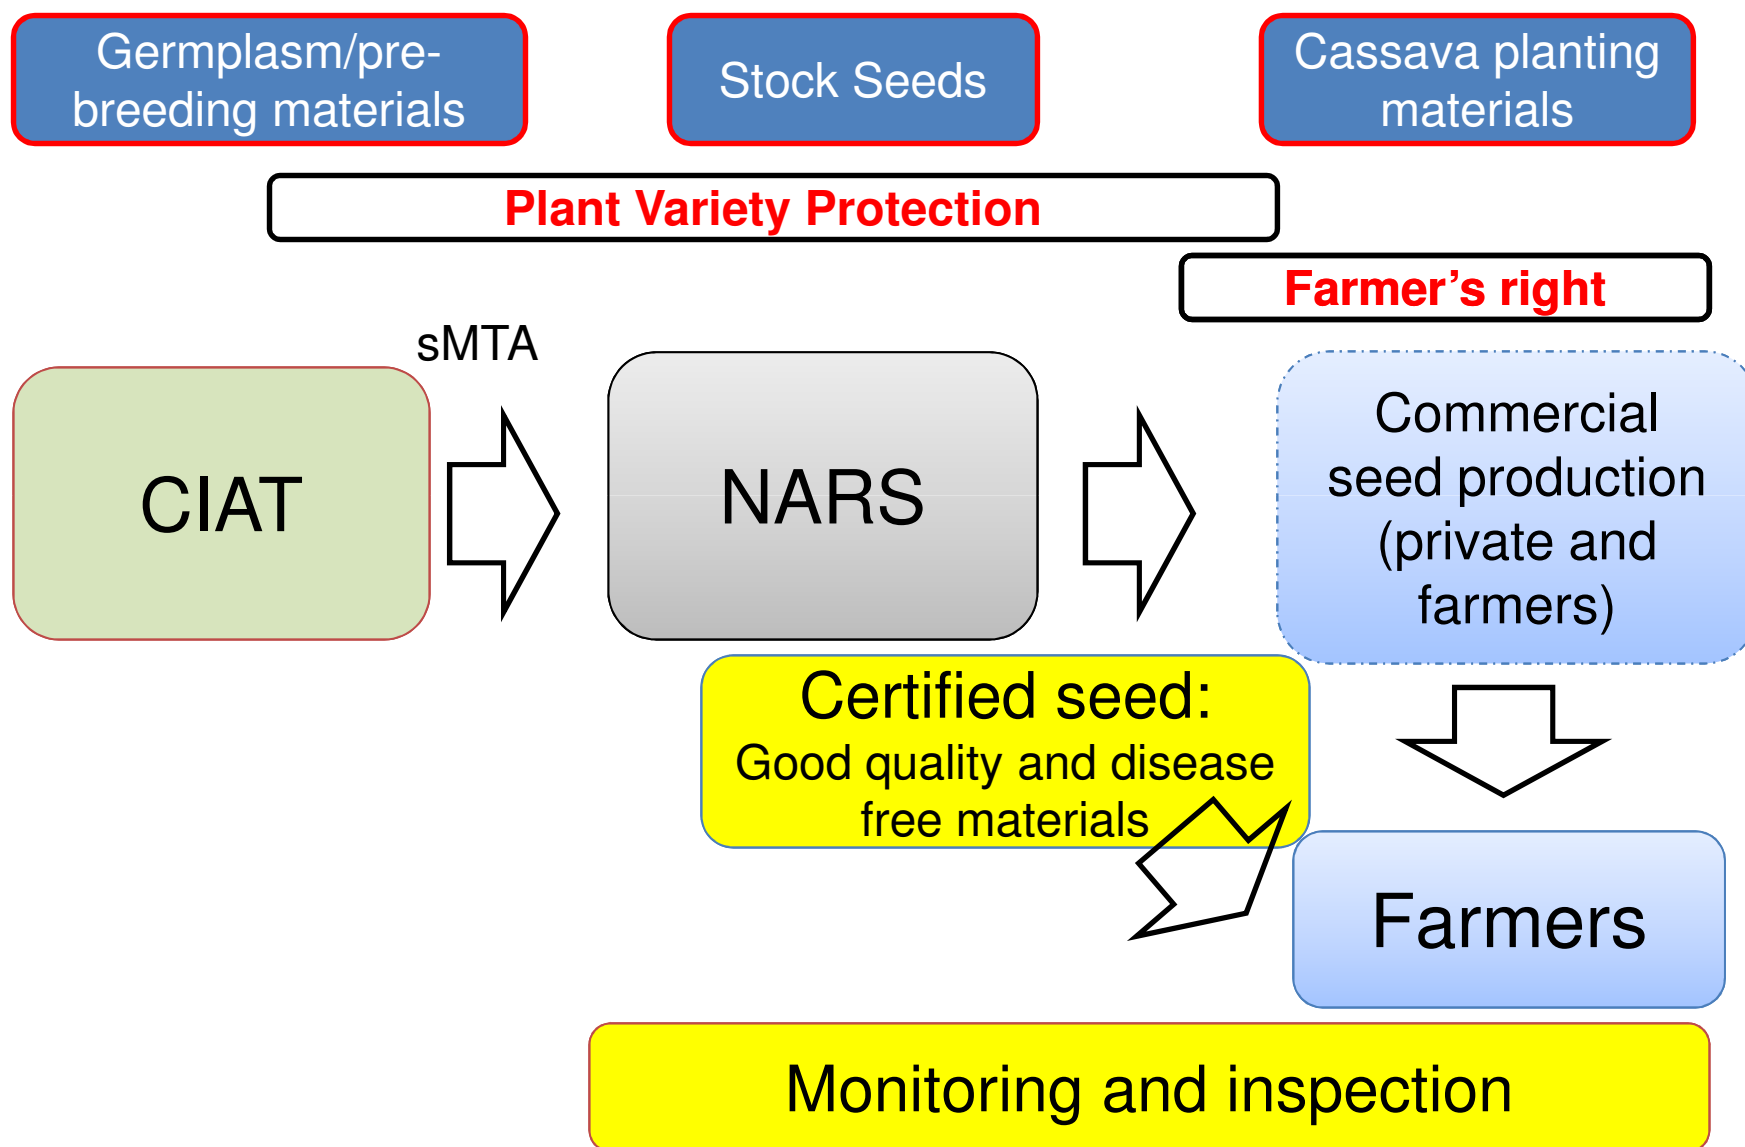 Germplasm/pre-
breeding materials
Stock Seeds
Cassava planting
materials
Plant Variety Protection
Farmer’s right
sMTA
CIAT
NARS
Commercial
seed production
(private and
farmers)
Certified seed:
Good quality and disease
free materials
Farmers
Monitoring and inspection